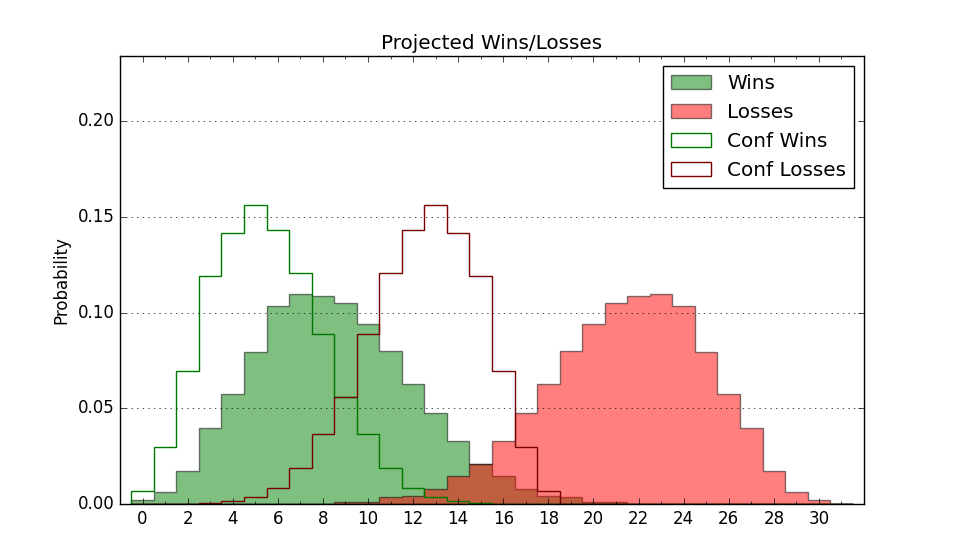 Projected Wins/Losses
Wins
Losses
Conf Wins
Conf Losses
Probability
0.20
0.15
0.10
0.05
0.00
0 2 4 6 8 10 12 14 16 18 20 22 24 26 28 30